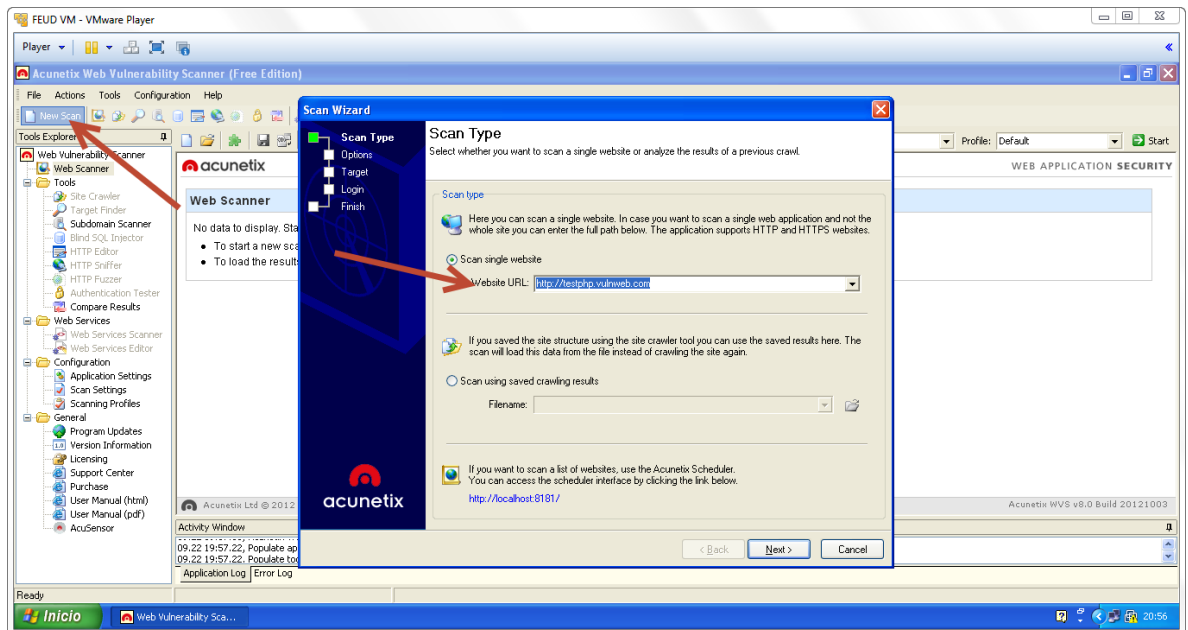 FEUD VM - VMware Player
Player
Acunetix Web Vulnerability Scanner (Free Edition)
File Actions Tools Configuration Help
New Scan
Tools Explorer
Profile: Default
Start
Web Vulnerability Scanner
Web Scanner
Tools
Site Crawler
Target Finder
Subdomain Scanner
Blind SQL Injector
HTTP Editor
HTTP Sniffer
HTTP Fuzzer
Authentication Tester
Compare Results
Web Services
Web Services Scanner
Web Services Editor
Configuration
Application Settings
Scan Settings
Scanning Profiles
General
Program Updates
Version Information
Licensing
Support Center
Purchase
User Manual (html)
User Manual (pdf)
AcuSensor
acunetix
WEB APPLICATION SECURITY
Web Scanner
No data to display. Sta
To start a new sca
To load the result
Acunetix Ltd © 2012
Acunetix WVS v8.0 Build 20121003
Scan Wizard
Scan Type
Options
Target
Login
Finish
acunetix
Scan Type
Select whether you want to scan a single website or analyze the results of a previous crawl.
Scan type
Here you can scan a single website. In case you want to scan a single web application and not the
whole site you can enter the full path below. The application supports HTTP and HTTPS websites.
Scan single website
Website URL: http://testphp.vulnweb.com
If you saved the site structure using the site crawler tool you can use the saved results here. The
scan will load this data from the file instead of crawling the site again.
Scan using saved crawling results
Filename:
If you want to scan a list of websites, use the Acunetix Scheduler.
You can access the scheduler interface by clicking the link below.
http://localhost:8181/
< Back Next > Cancel
Activity Window
09.22 19:57.22, Populate ap
09.22 19:57.22, Populate too
Application Log Error Log
Ready
Inicio
Web Vulnerability Sca...
20:56